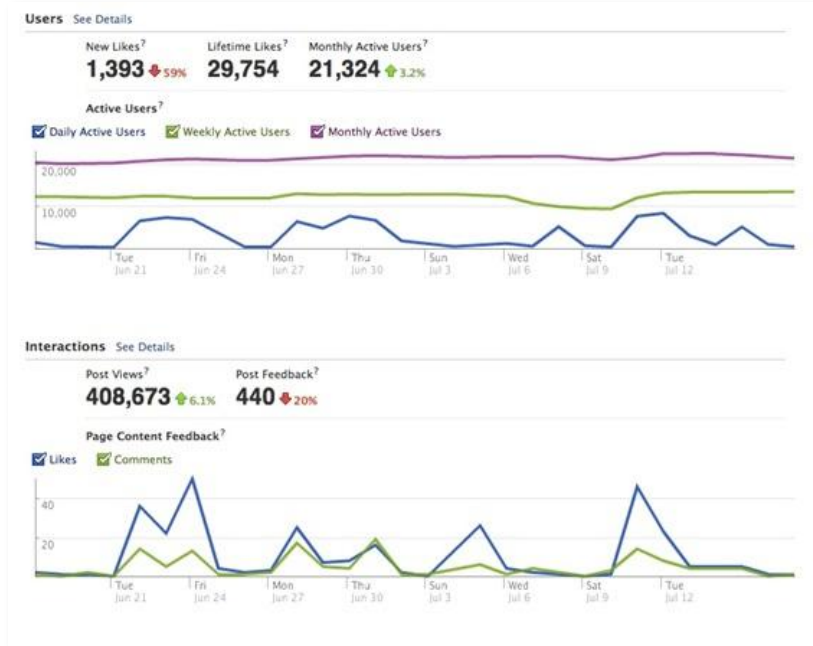 Users See Details
New Likes? Lifetime Likes? Monthly Active Users?
1,393 59% 29,754 21,324 3.2%
Active Users?
Daily Active Users Weekly Active Users Monthly Active Users
20,000
10,000
Tue Fri Mon Thu Sun Wed Sat Tue
Jun 21 Jun 24 Jun 27 Jun 30 Jul 3 Jul 6 Jul 9 Jul 12
Interactions See Details
Post Views? Post Feedback?
408,673 6.1% 440 20%
Page Content Feedback?
Likes Comments
40
20
Tue Fri Mon Thu Sun Wed Sat Tue
Jun 21 Jun 24 Jun 27 Jun 30 Jul 3 Jul 6 Jul 9 Jul 12